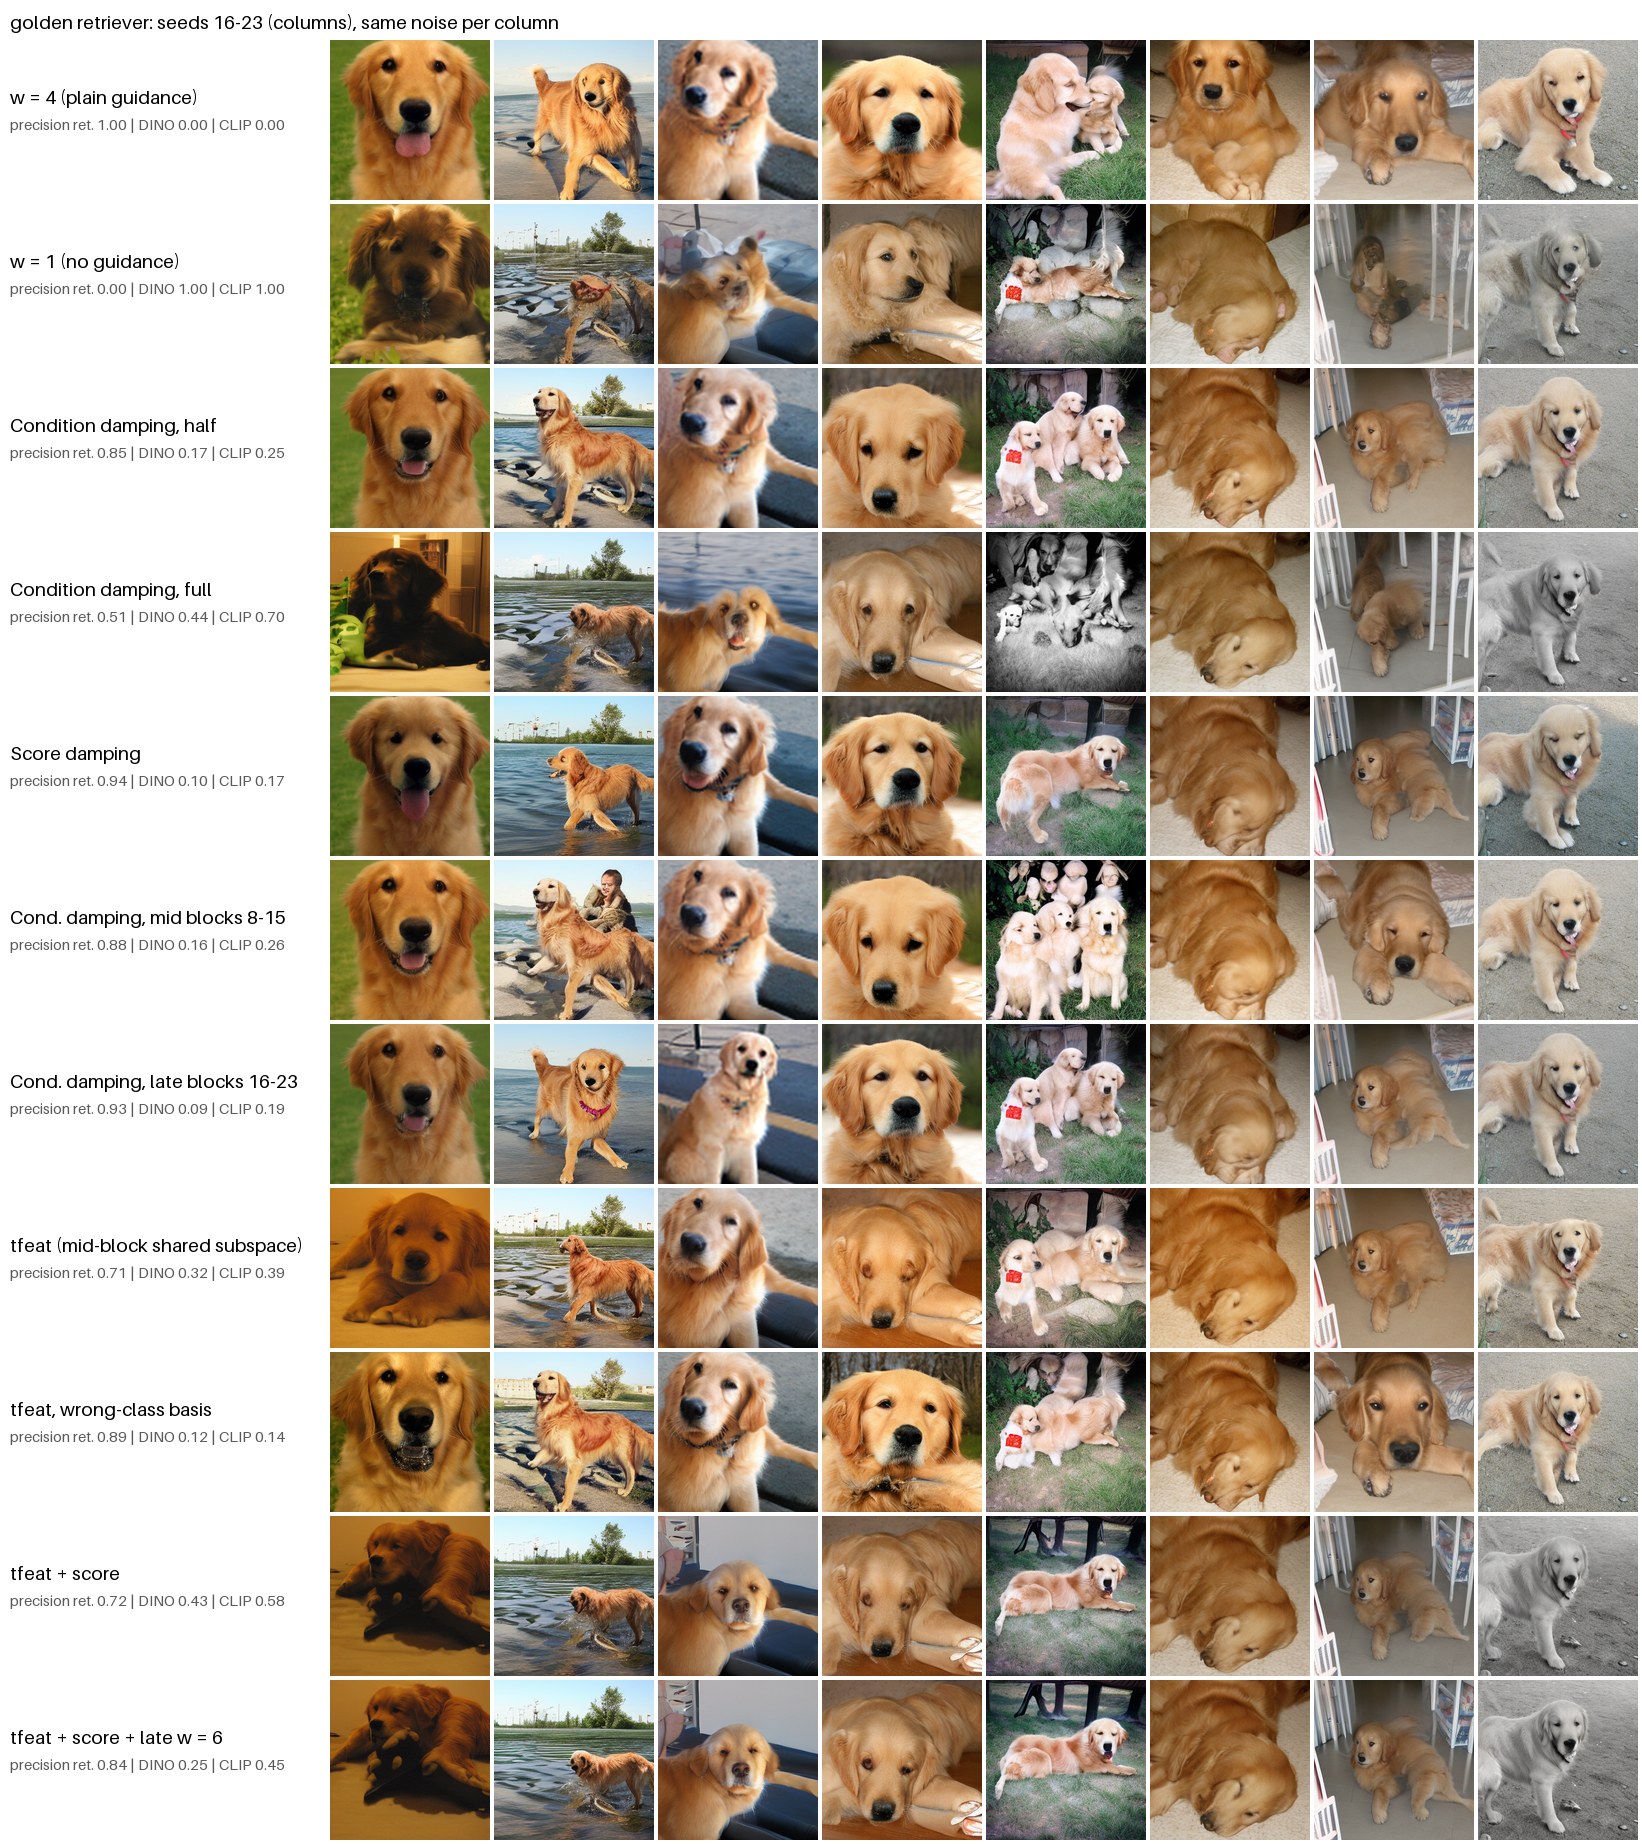 golden retriever: seeds 16-23 (columns), same noise per column
w = 4 (plain guidance)
precision ret. 1.00 | DINO 0.00 | CLIP 0.00
w = 1 (no guidance)
precision ret. 0.00 | DINO 1.00 | CLIP 1.00
Condition damping, half
precision ret. 0.85 | DINO 0.17 | CLIP 0.25
Condition damping, full
precision ret. 0.51 | DINO 0.44 | CLIP 0.70
Score damping
precision ret. 0.94 | DINO 0.10 | CLIP 0.17
Cond. damping, mid blocks 8-15
precision ret. 0.88 | DINO 0.16 | CLIP 0.26
Cond. damping, late blocks 16-23
precision ret. 0.93 | DINO 0.09 | CLIP 0.19
tfeat (mid-block shared subspace)
precision ret. 0.71 | DINO 0.32 | CLIP 0.39
tfeat, wrong-class basis
precision ret. 0.89 | DINO 0.12 | CLIP 0.14
tfeat + score
precision ret. 0.72 | DINO 0.43 | CLIP 0.58
tfeat + score + late w = 6
precision ret. 0.84 | DINO 0.25 | CLIP 0.45